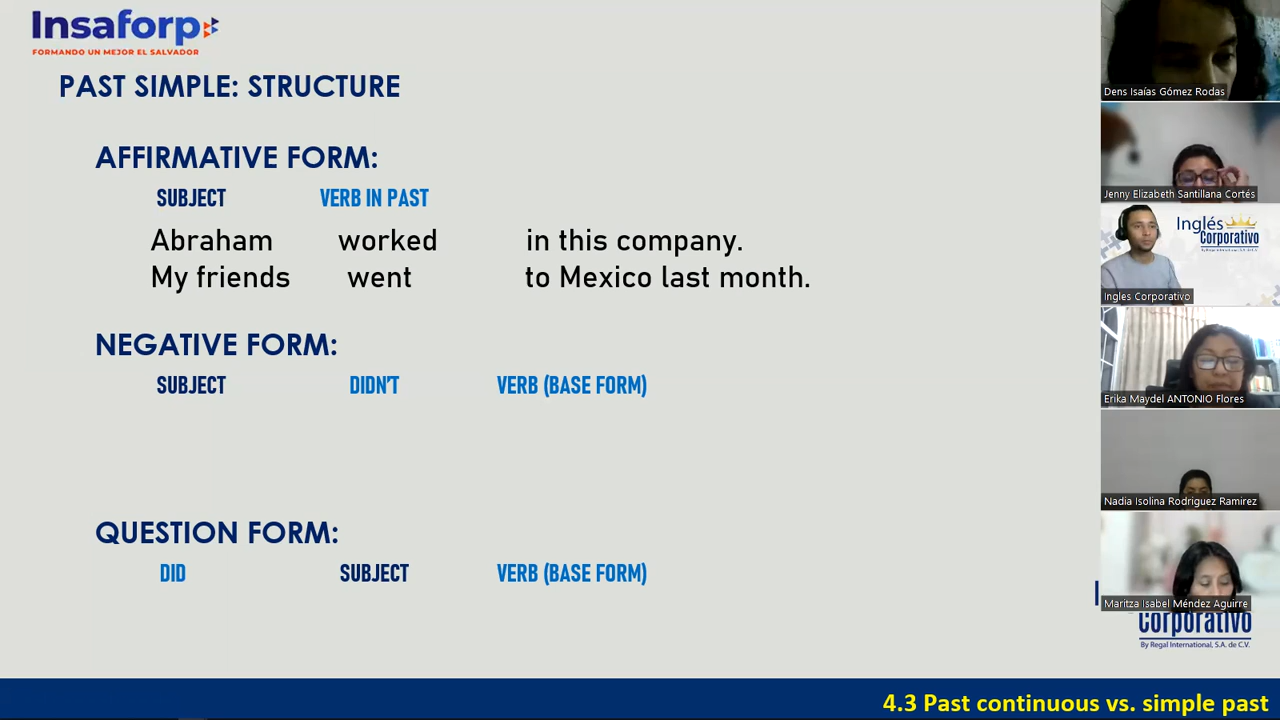 Insaforp
FORMANDO UN MEJOR EL SALVADOR
PAST SIMPLE: STRUCTURE
AFFIRMATIVE FORM:
SUBJECT VERB IN PAST
Abraham worked in this company.
My friends went to Mexico last month.
NEGATIVE FORM:
SUBJECT DIDN'T VERB (BASE FORM)
QUESTION FORM:
DID SUBJECT VERB (BASE FORM)
Dens Isaías Gómez Rodas
Jenny Elizabeth Santillana Cortés
Inglés
Corporativo
By Regal International, S.A. de C.V.
Ingles Corporativo
Erika Maydel ANTONIO Flores
Nadia Isolina Rodriguez Ramirez
Maritza Isabel Méndez Aguirre
Corporativo
By Regal International, S.A. de C.V.
4.3 Past continuous vs. simple past